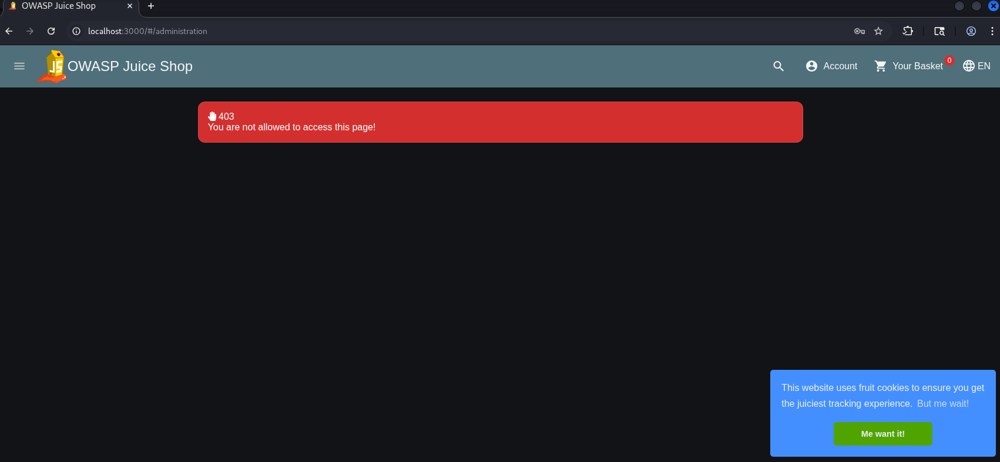 OWASP Juice Shop
localhost:3000/#/administration
JS
OWASP Juice Shop
Account
Your Basket
0
EN
403
You are not allowed to access this page!
This website uses fruit cookies to ensure you get
the juiciest tracking experience. But me wait!
Me want it!